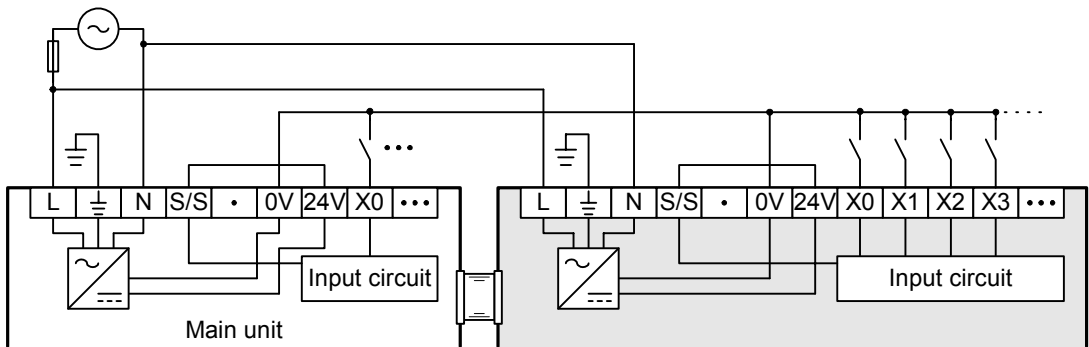 L N S/S • 0V 24V X0 •••
L N S/S • 0V 24V X0 X1 X2 X3 •••
Input circuit
Input circuit
Main unit